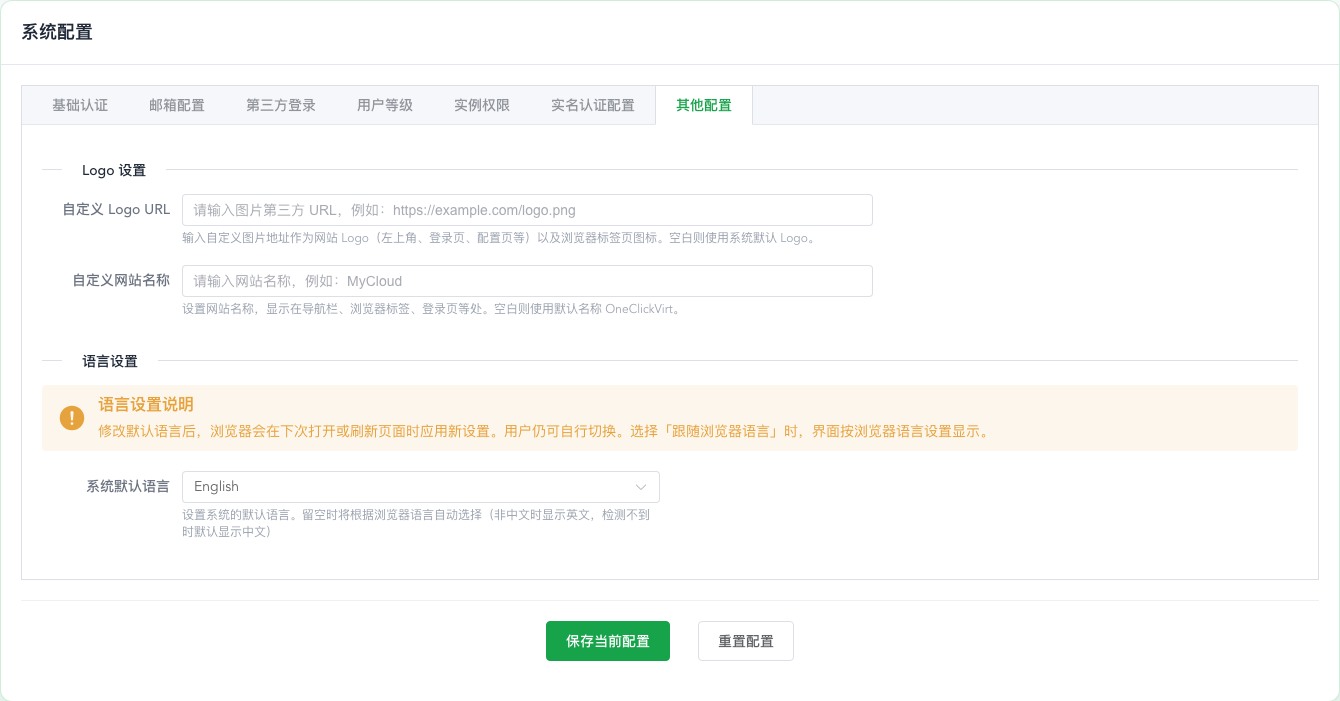 系统配置
基础认证
邮箱配置
第三方登录
用户等级
实例权限
实名认证配置
其他配置
Logo 设置
自定义 Logo URL
请输入图片第三方 URL，例如：https://example.com/logo.png
输入自定义图片地址作为网站 Logo（左上角、登录页、配置页等）以及浏览器标签页图标。空白则使用系统默认 Logo。
自定义网站名称
请输入网站名称，例如：MyCloud
设置网站名称，显示在导航栏、浏览器标签、登录页等处。空白则使用默认名称 OneClickVirt。
语言设置
语言设置说明
修改默认语言后，浏览器会在下次打开或刷新页面时应用新设置。用户仍可自行切换。选择「跟随浏览器语言」时，界面按浏览器语言设置显示。
系统默认语言
English
设置系统的默认语言。留空时将根据浏览器语言自动选择（非中文时显示英文，检测不到
时默认显示中文）
保存当前配置
重置配置